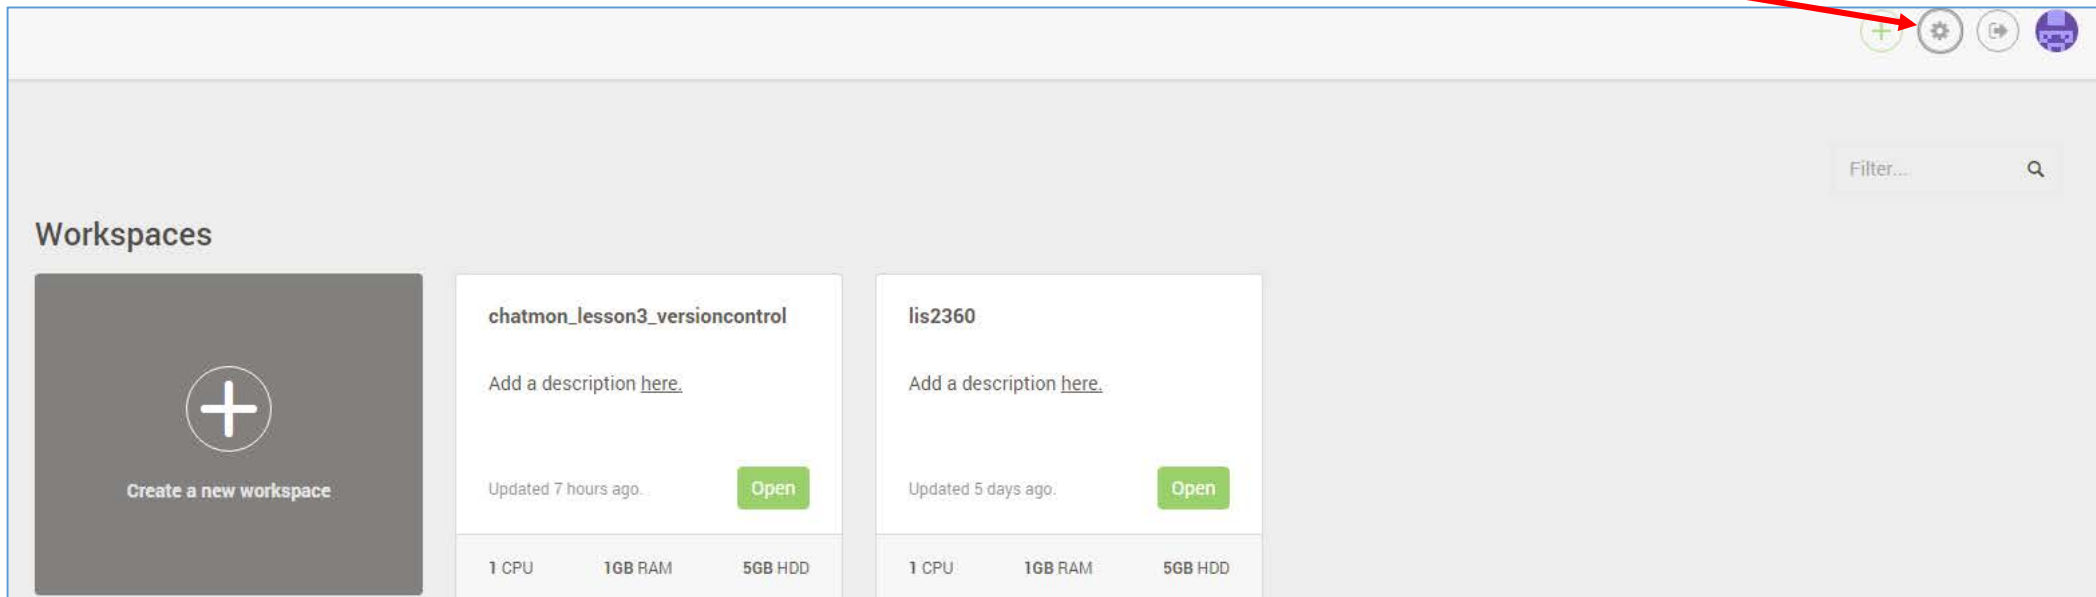 Filter...
Workspaces
Create a new workspace
chatmon_lesson3_versioncontrol
Add a description here.
Updated 7 hours ago.
Open
1 CPU 1GB RAM 5GB HDD
lis2360
Add a description here.
Updated 5 days ago.
Open
1 CPU 1GB RAM 5GB HDD